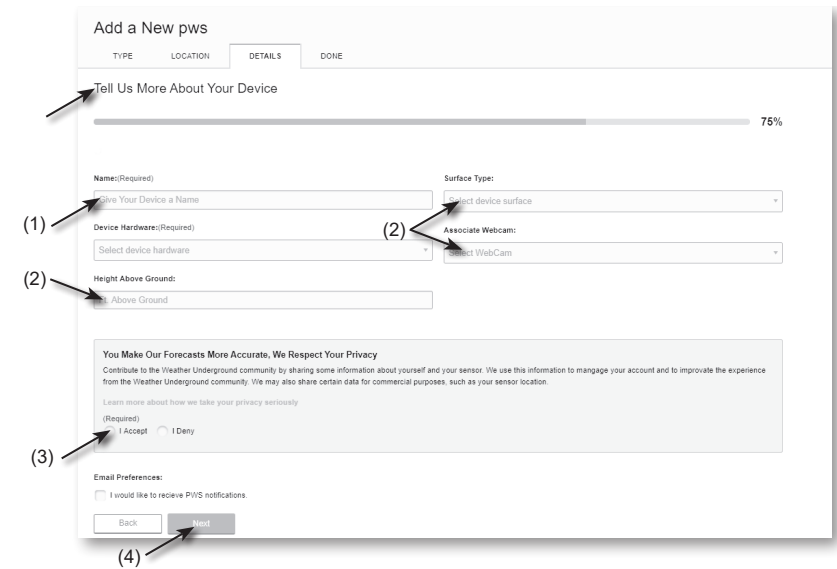 Add a New pws
TYPE LOCATION DETAILS DONE
Tell Us More About Your Device
75%
Name:(Required)
Surface Type:
Give Your Device a Name
Select device surface
(1)
Device Hardware:(Required)
(2)
Associate Webcam:
Select device hardware
Select WebCam
(2)
Height Above Ground:
Ft. Above Ground
You Make Our Forecasts More Accurate, We Respect Your Privacy
Contribute to the Weather Underground community by sharing some information about yourself and your sensor. We use this information to mangage your account and to improvate the experience
from the Weather Underground community. We may also share certain data for commercial purposes, such as your sensor location.
Learn more about how we take your privacy seriously
(Required)
I Accept I Deny
(3)
Email Preferences:
I would like to recieve PWS notifications.
Back Next
(4)